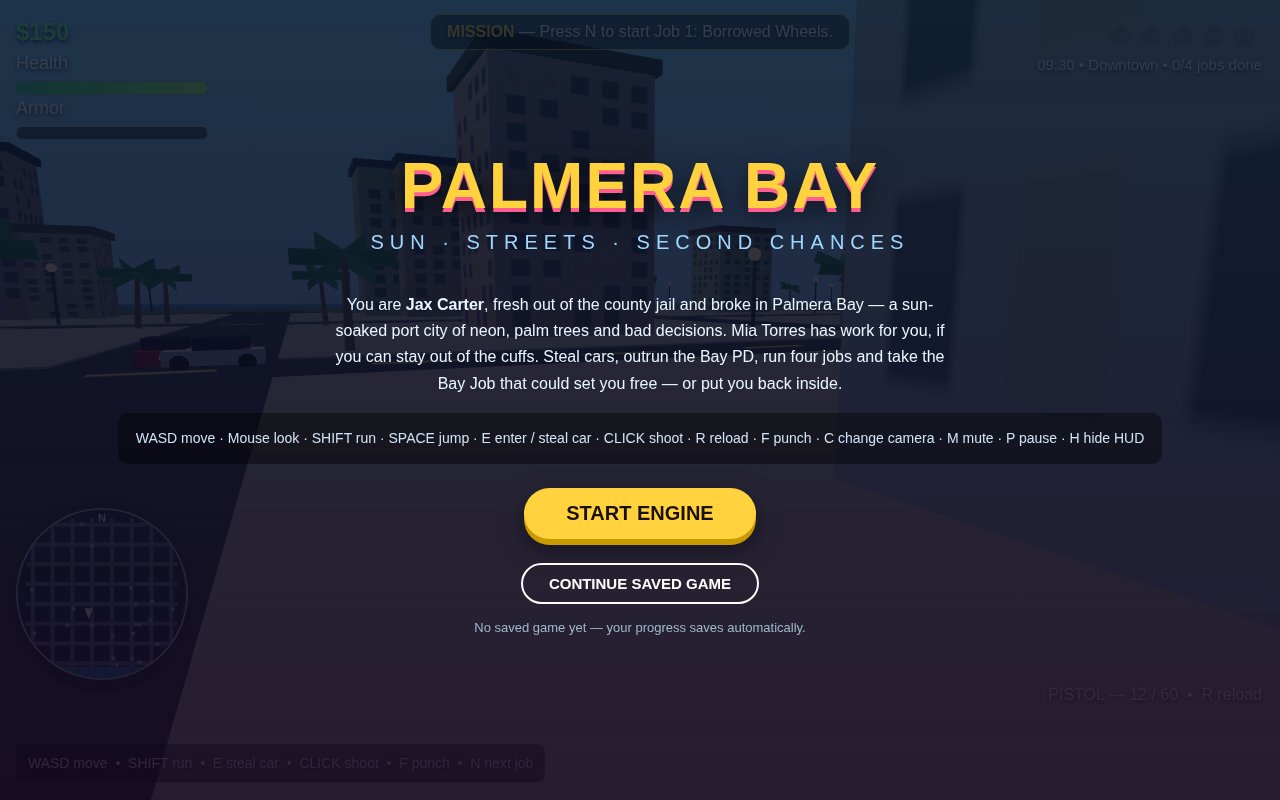 $150
MISSION — Press N to start Job 1: Borrowed Wheels.
☆ ☆ ☆ ☆ ☆
Health
09:30 • Downtown • 0/4 jobs done
Armor
PALMERA BAY
SUN · STREETS · SECOND CHANCES
You are Jax Carter, fresh out of the county jail and broke in Palmera Bay — a sun-
soaked port city of neon, palm trees and bad decisions. Mia Torres has work for you, if
you can stay out of the cuffs. Steal cars, outrun the Bay PD, run four jobs and take the
Bay Job that could set you free — or put you back inside.
WASD move · Mouse look · SHIFT run · SPACE jump · E enter / steal car · CLICK shoot · R reload · F punch · C change camera · M mute · P pause · H hide HUD
START ENGINE
N
CONTINUE SAVED GAME
No saved game yet — your progress saves automatically.
PISTOL — 12 / 60 • R reload
WASD move • SHIFT run • E steal car • CLICK shoot • F punch • N next job